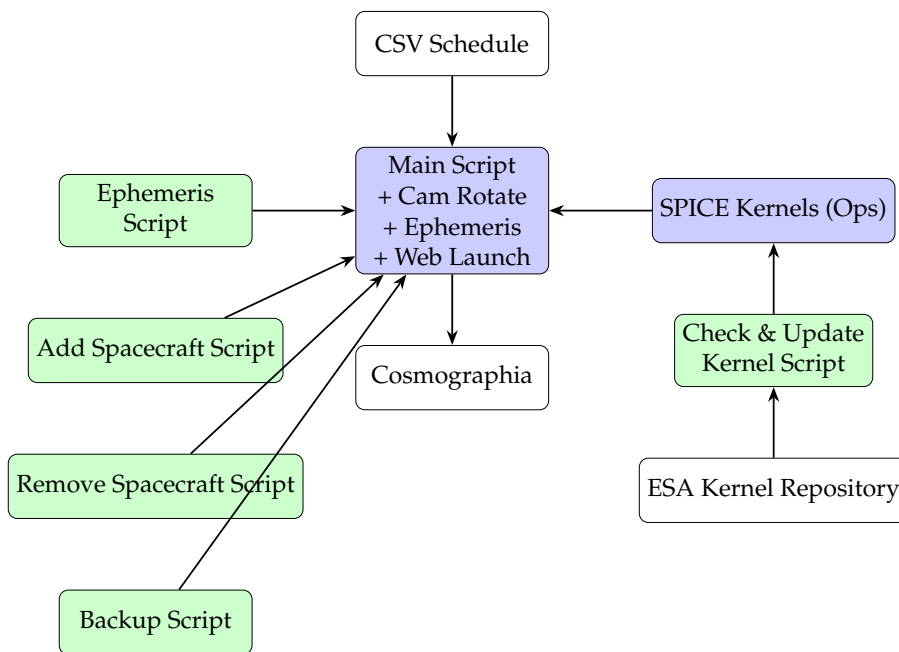 CSV Schedule
Main Script
+ Cam Rotate
+ Ephemeris
+ Web Launch
Ephemeris
Script
SPICE Kernels (Ops)
Add Spacecraft Script
Cosmographia
Check & Update
Kernel Script
Remove Spacecraft Script
ESA Kernel Repository
Backup Script